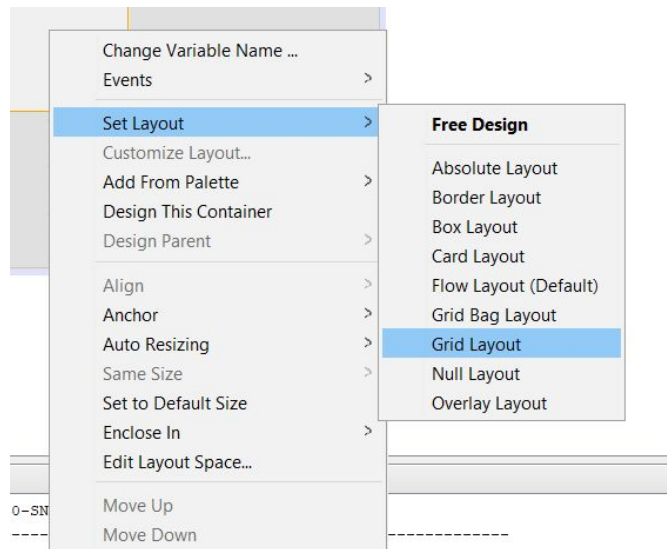 Change Variable Name ...
Events
Set Layout
Customize Layout...
Add From Palette
Design This Container
Design Parent
Align
Anchor
Auto Resizing
Same Size
Set to Default Size
Enclose In
Edit Layout Space...
Move Up
Move Down
Free Design
Absolute Layout
Border Layout
Box Layout
Card Layout
Flow Layout (Default)
Grid Bag Layout
Grid Layout
Null Layout
Overlay Layout
0-SN